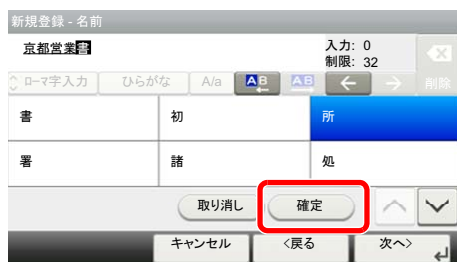 新規登録 - 名前
京都営業書
入力: 0
制限: 32
ローマ字入力 ひらがな A/a AB AB 削除
書 初 所
署 諸 処
取り消し 確定
キャンセル <戻る 次へ>